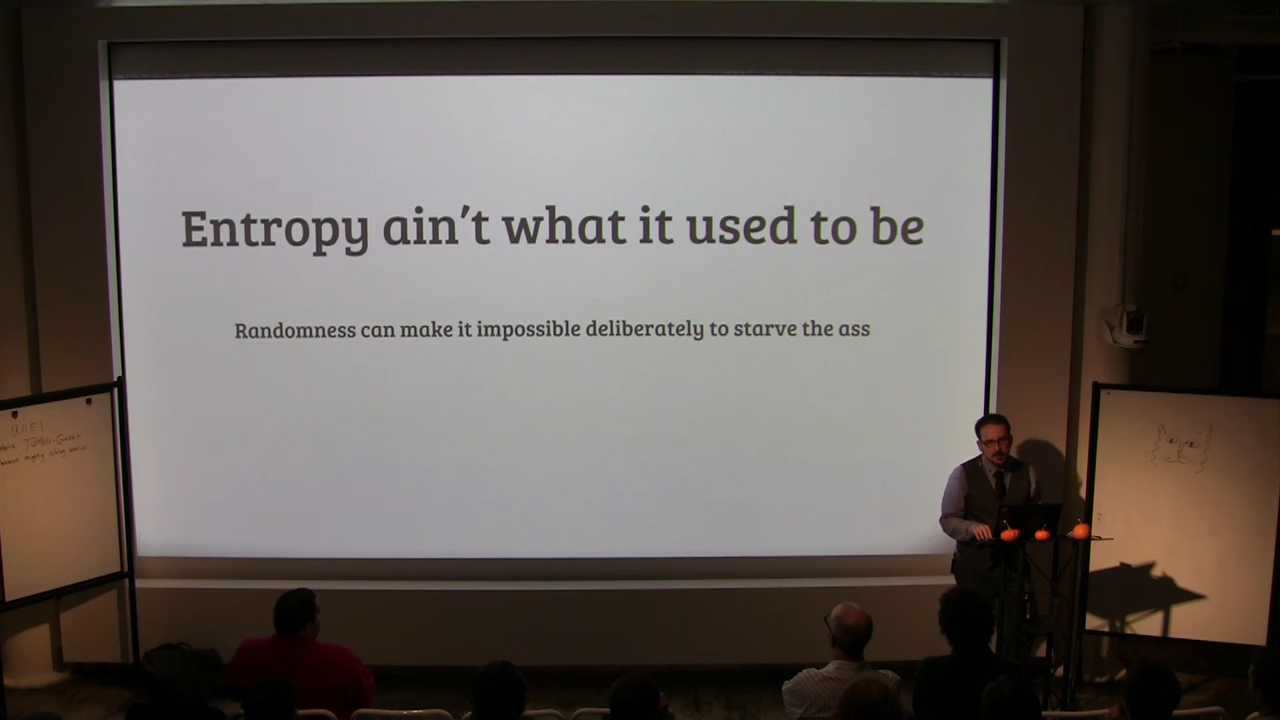 Entropy ain't what it used to be
Randomness can make it impossible deliberately to starve the ass
WIFI